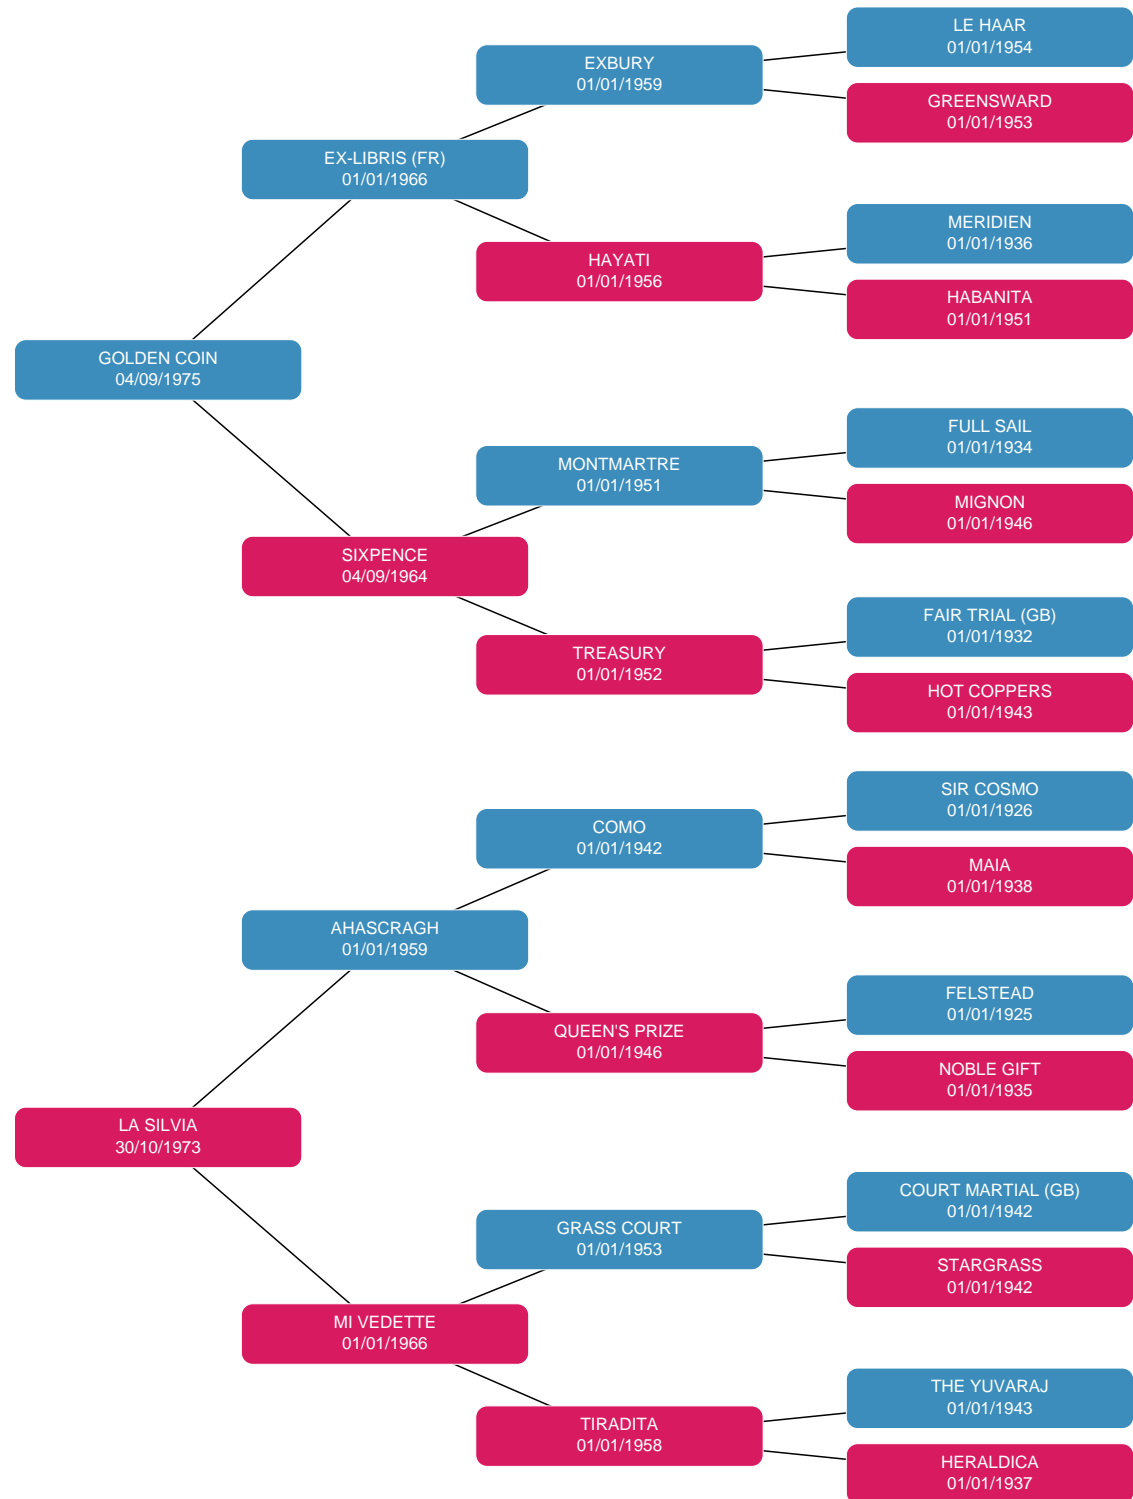 LE HAAR
01/01/1954
EXBURY
01/01/1959
GREENSWARD
01/01/1953
EX-LIBRIS (FR)
01/01/1966
MERIDIEN
01/01/1936
HAYATI
01/01/1956
HABANITA
01/01/1951
GOLDEN COIN
04/09/1975
FULL SAIL
01/01/1934
MONTMARTRE
01/01/1951
MIGNON
01/01/1946
SIXPENCE
04/09/1964
FAIR TRIAL (GB)
01/01/1932
TREASURY
01/01/1952
HOT COPPERS
01/01/1943
SIR COSMO
01/01/1926
COMO
01/01/1942
MAIA
01/01/1938
AHASCRAGH
01/01/1959
FELSTEAD
01/01/1925
QUEEN'S PRIZE
01/01/1946
NOBLE GIFT
01/01/1935
LA SILVIA
30/10/1973
COURT MARTIAL (GB)
01/01/1942
GRASS COURT
01/01/1953
STARGRASS
01/01/1942
MI VEDETTE
01/01/1966
THE YUVARAJ
01/01/1943
TIRADITA
01/01/1958
HERALDICA
01/01/1937